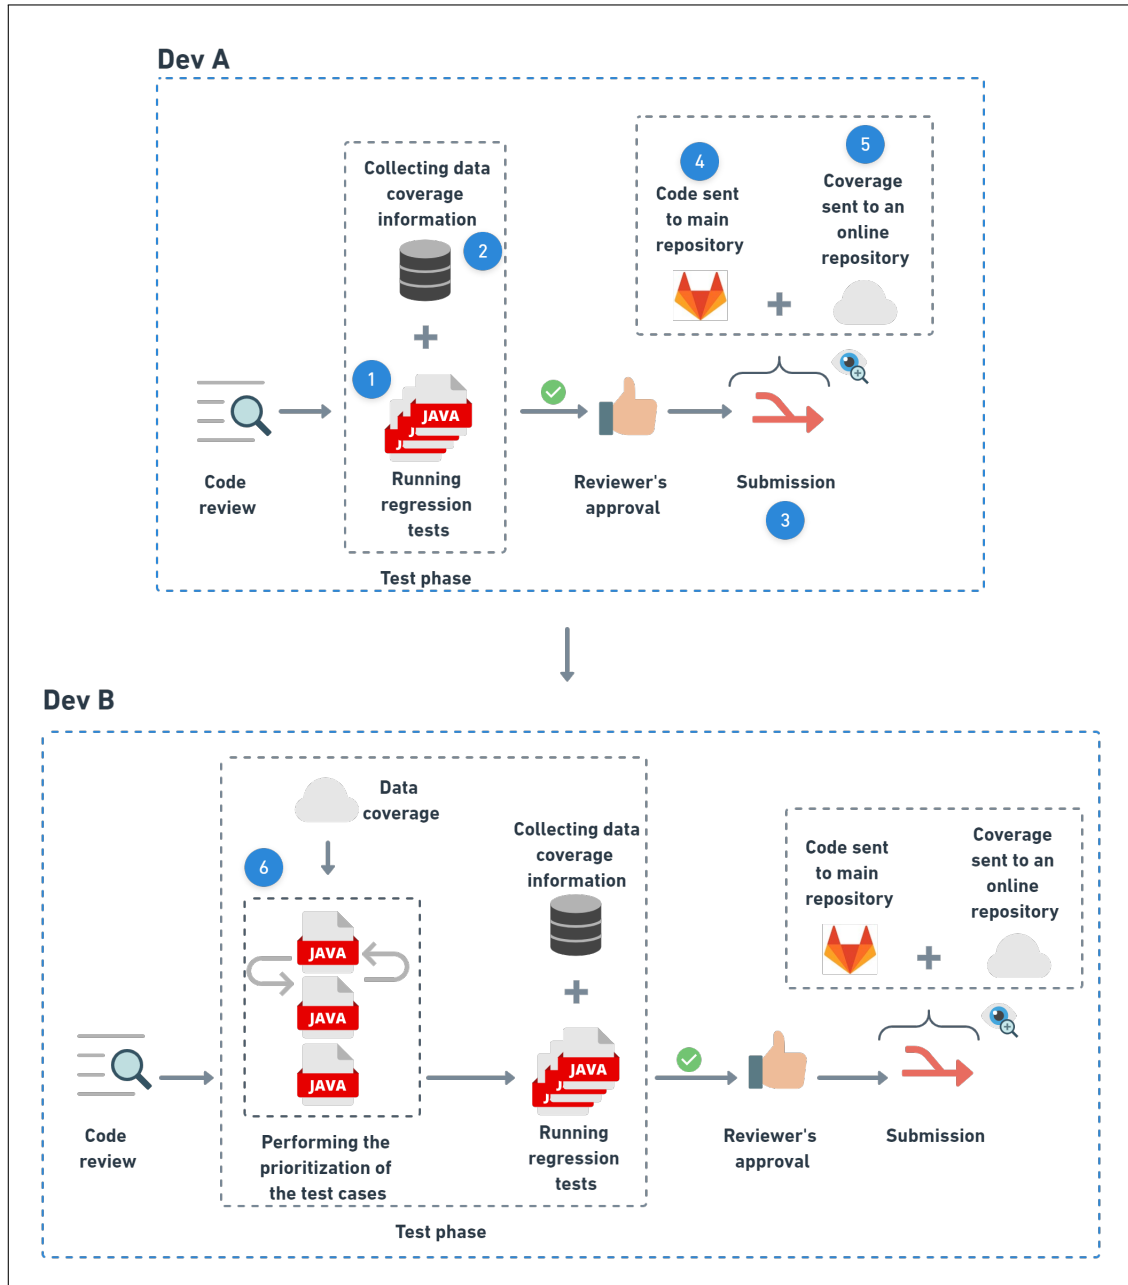 Dev A
Collecting data
coverage
information
2
1
JAVA
J
J
Running
regression
tests
Test phase
Code
review
Reviewer's
approval
4
Code sent
to main
repository
5
Coverage
sent to an
online
repository
Submission
3
Dev B
Data
coverage
6
JAVA
JAVA
JAVA
Performing the
prioritization of
the test cases
Collecting data
coverage
information
JAVA
J
J
Running
regression
tests
Test phase
Code
review
Reviewer's
approval
Code sent
to main
repository
Coverage
sent to an
online
repository
Submission